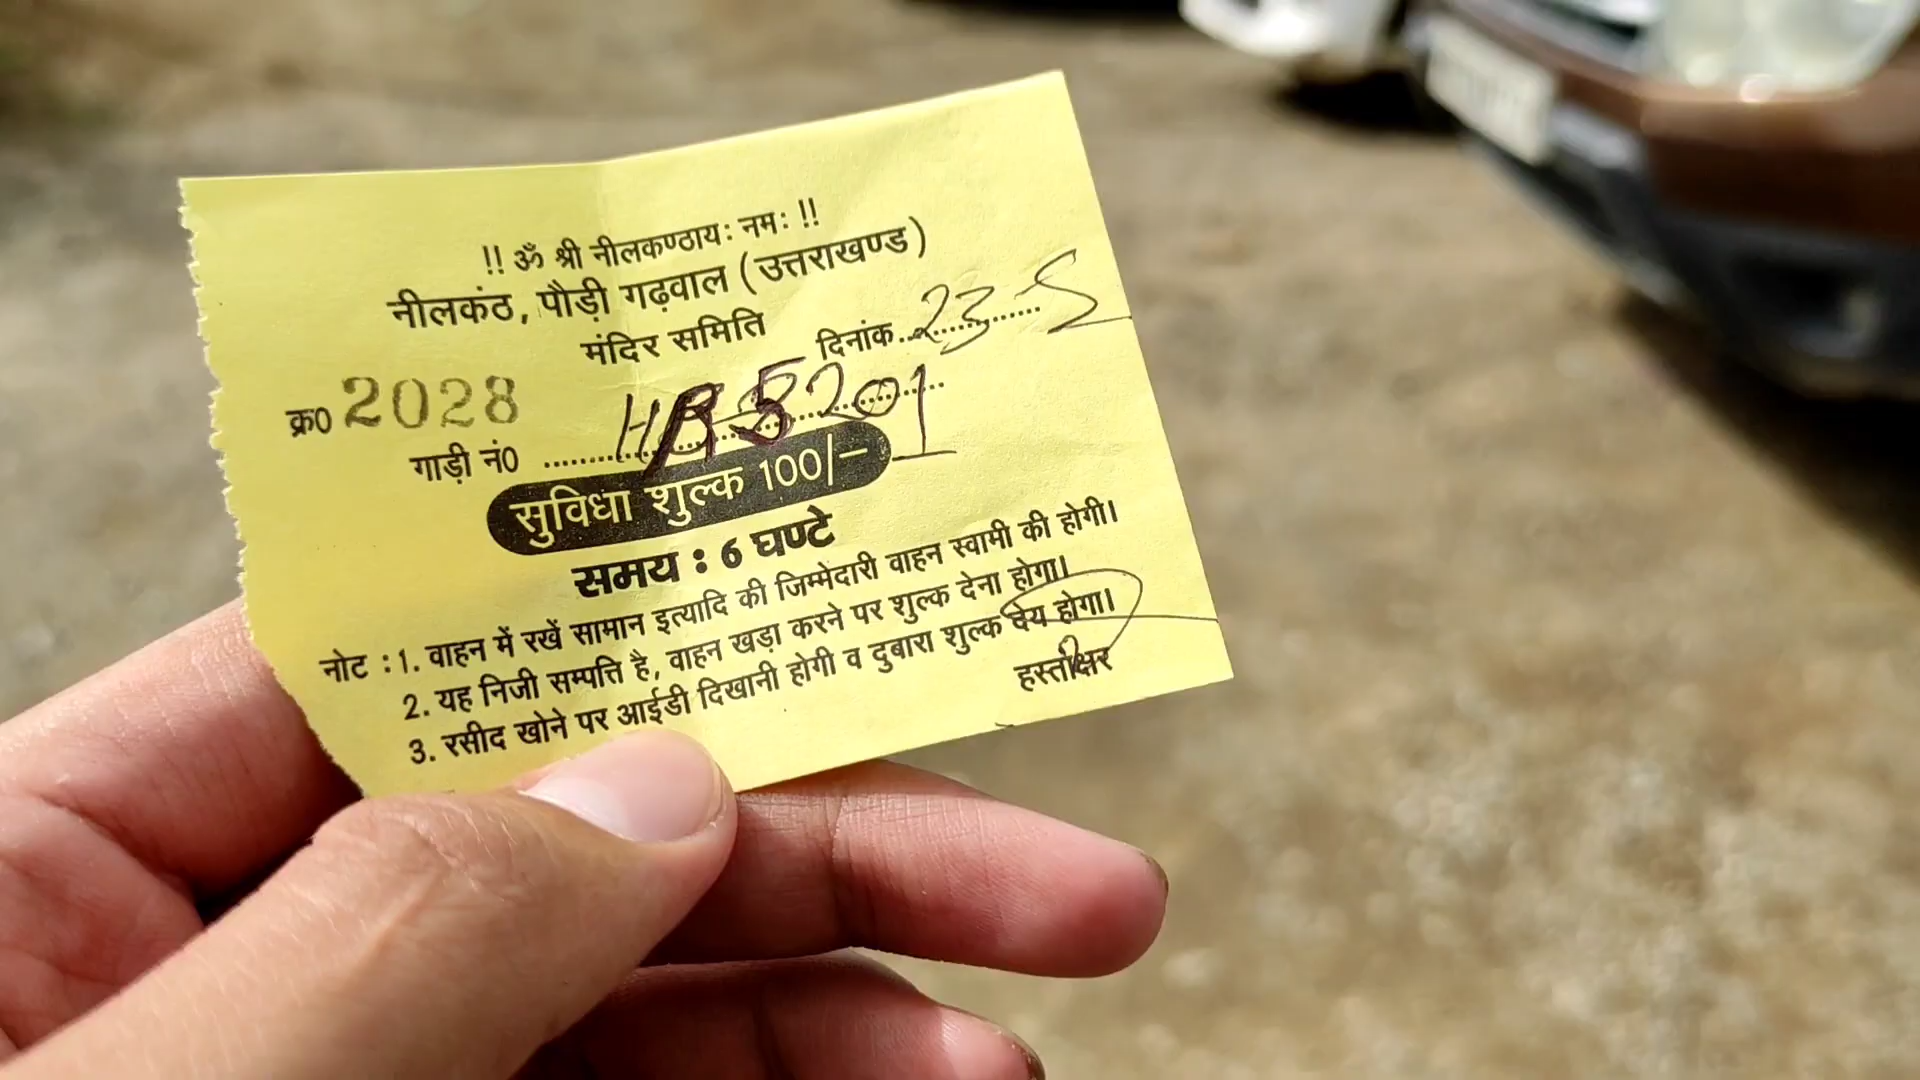 !! ॐ श्री नीलकण्ठायः नमः !!
नीलकंठ, पौड़ी गढ़वाल (उत्तराखण्ड)
मंदिर समिति
दिनांक..23-5
क्र0 2028
गाड़ी नं0 HR 5201
सुविधा शुल्क 100/–
समय : 6 घण्टे
नोट : 1. वाहन में रखें सामान इत्यादि की जिम्मेदारी वाहन स्वामी की होगी।
2. यह निजी सम्पत्ति है, वाहन खड़ा करने पर शुल्क देना होगा।
3. रसीद खोने पर आईडी दिखानी होगी व दुबारा शुल्क देय होगा।
हस्ताक्षर